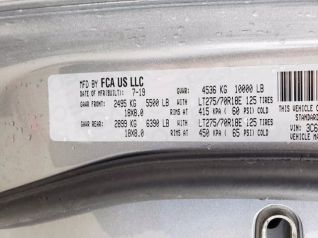 MFD BY FCA US LLC
DATE OF MFR(BUILT): 7-19 GVWR: 4536 KG 10000 LB
GAWR FRONT: 2495 KG 5500 LB WITH LT275/70R18E 125 TIRES
18X8.0 RIMS AT 415 KPA ( 60 PSI) COLD
GAWR REAR: 2899 KG 6390 LB WITH LT275/70R18E 125 TIRES
18X8.0 RIMS AT 450 KPA ( 65 PSI) COLD
THIS VEHICLE
STANDAR
VIN: 3C6
VEHICLE